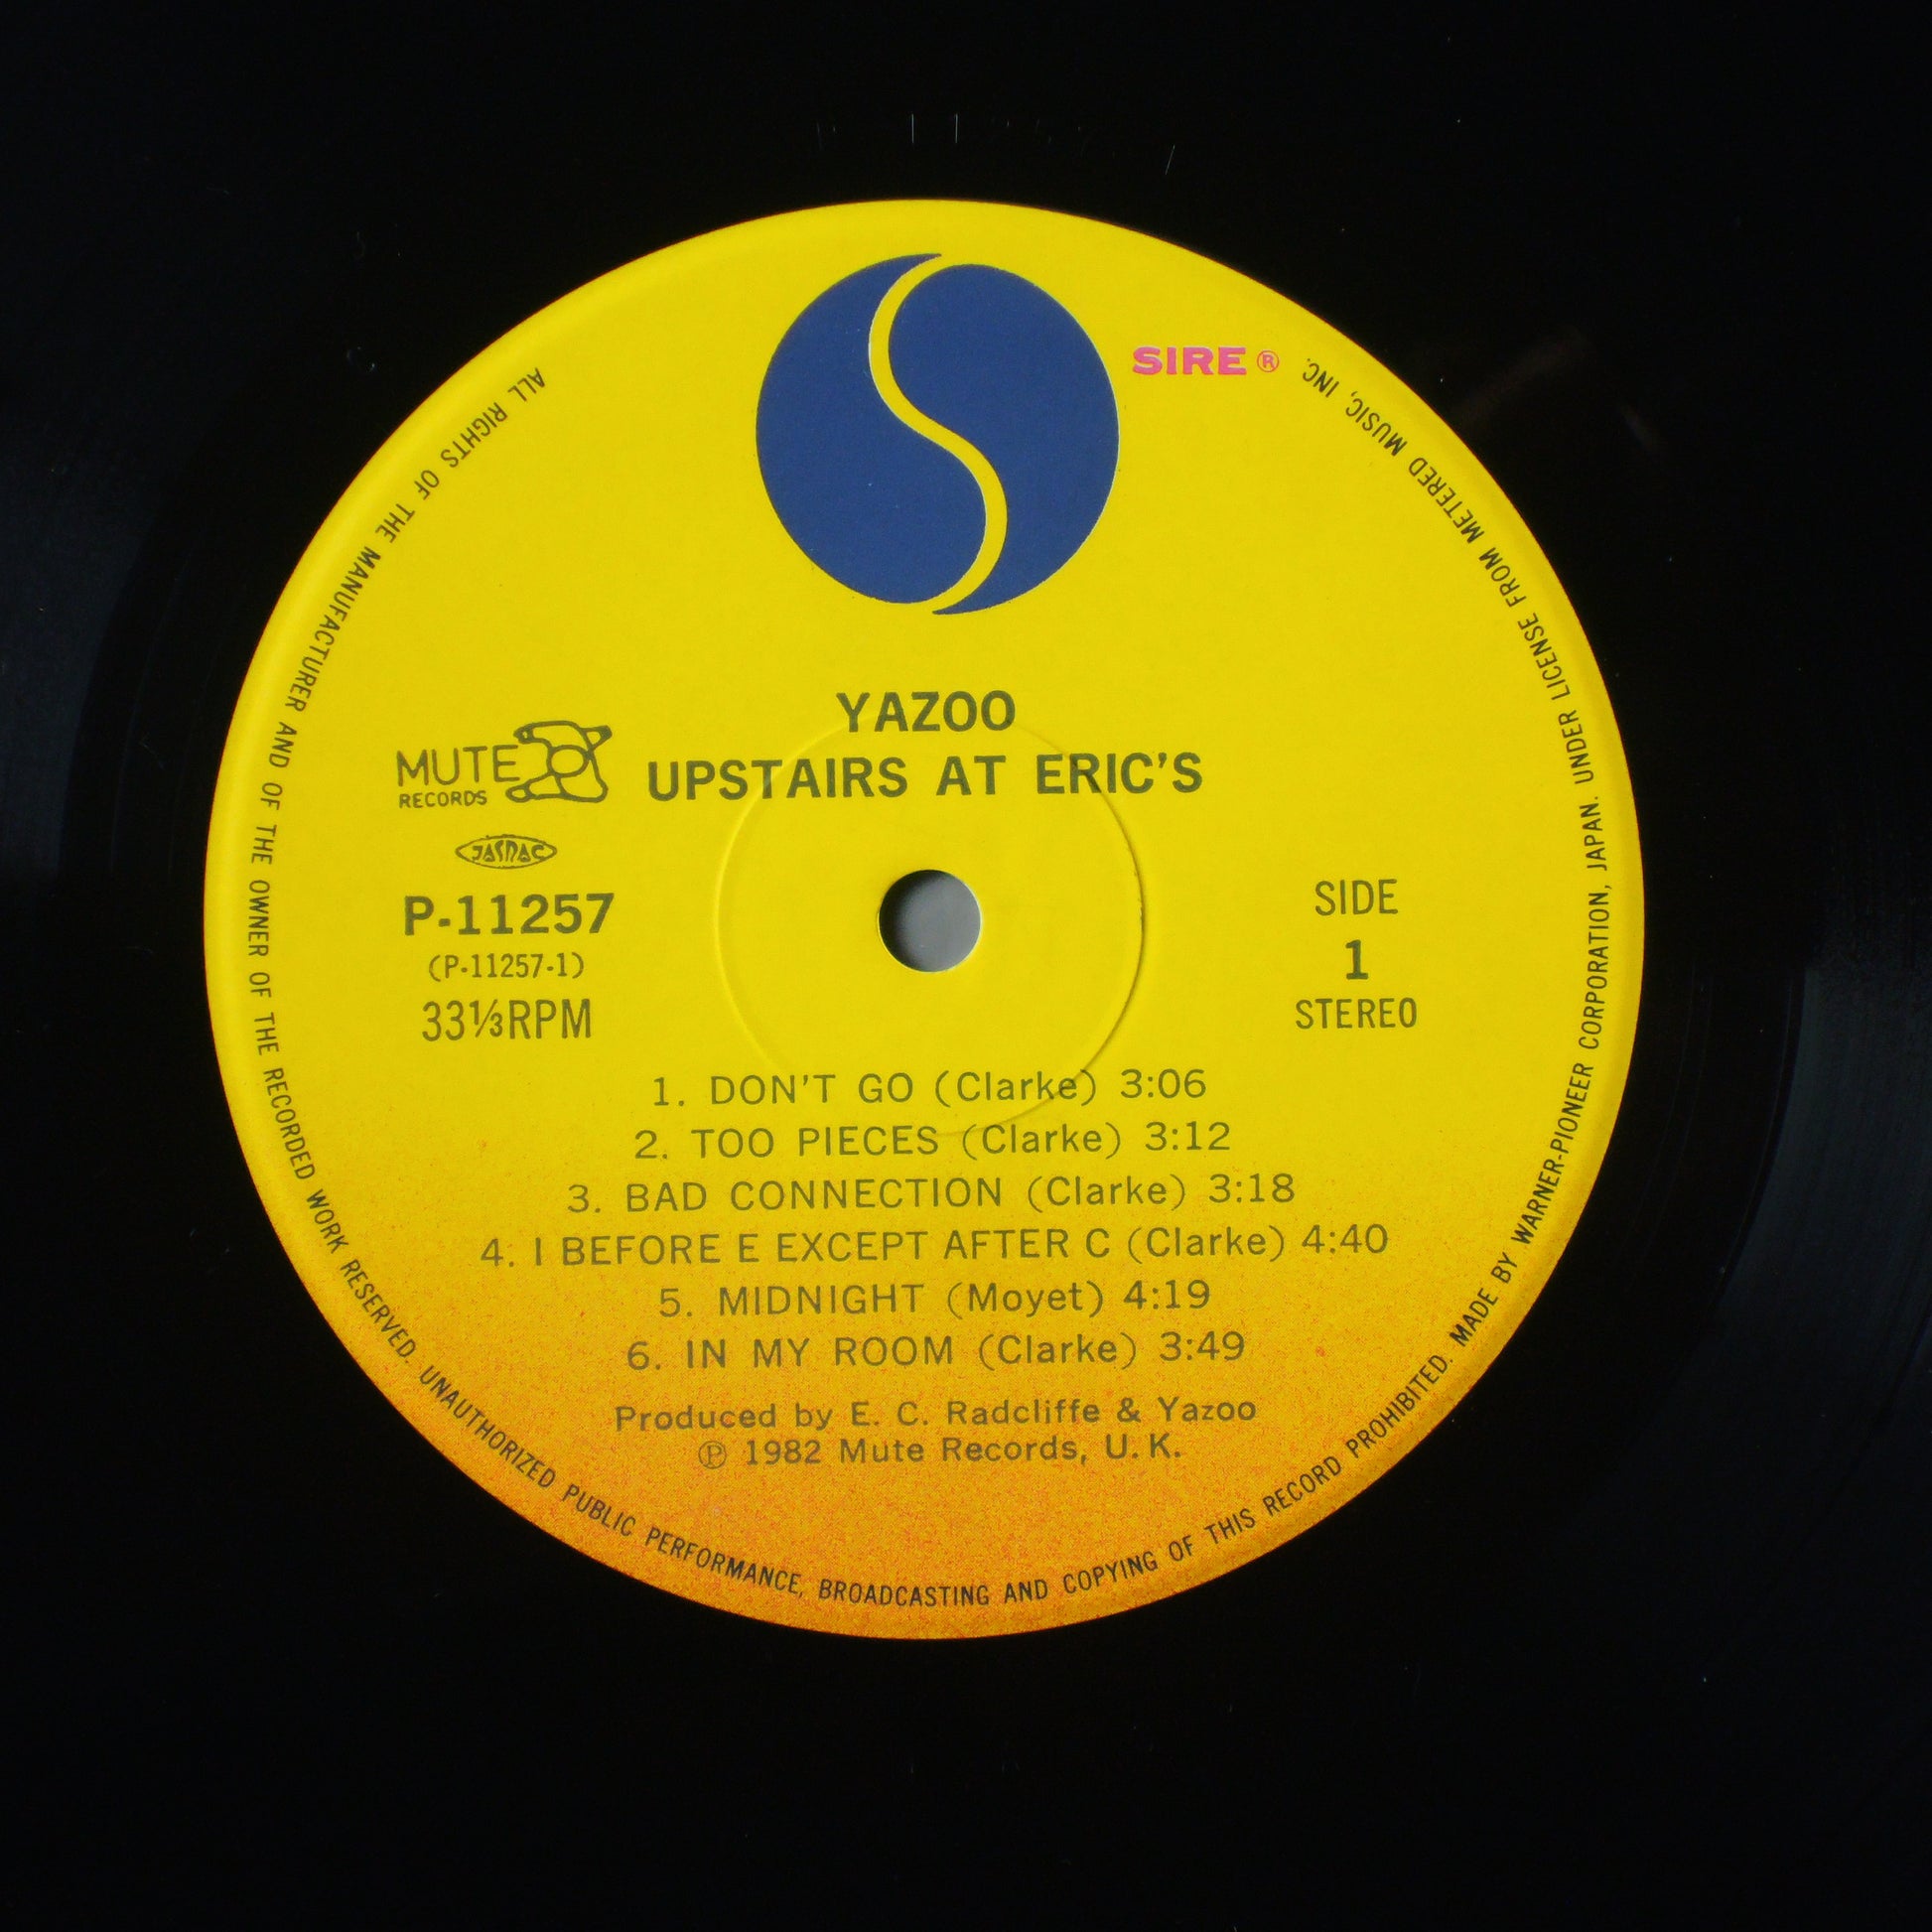 SIRE ®
YAZOO
UPSTAIRS AT ERIC'S
MUTE
RECORDS
JASRAC
P-11257
(P-11257-1)
33⅓RPM
SIDE
1
STEREO
1. DON'T GO (Clarke) 3:06
2. TOO PIECES (Clarke) 3:12
3. BAD CONNECTION (Clarke) 3:18
4. I BEFORE E EXCEPT AFTER C (Clarke) 4:40
5. MIDNIGHT (Moyet) 4:19
6. IN MY ROOM (Clarke) 3:49
Produced by E. C. Radcliffe & Yazoo
℗ 1982 Mute Records, U. K.
ALL RIGHTS OF THE MANUFACTURER AND OF THE OWNER OF THE RECORDED WORK RESERVED. UNAUTHORIZED PUBLIC PERFORMANCE, BROADCASTING AND COPYING OF THIS RECORD PROHIBITED. MADE BY WARNER-PIONEER CORPORATION, JAPAN. UNDER LICENSE FROM METERED MUSIC, INC.